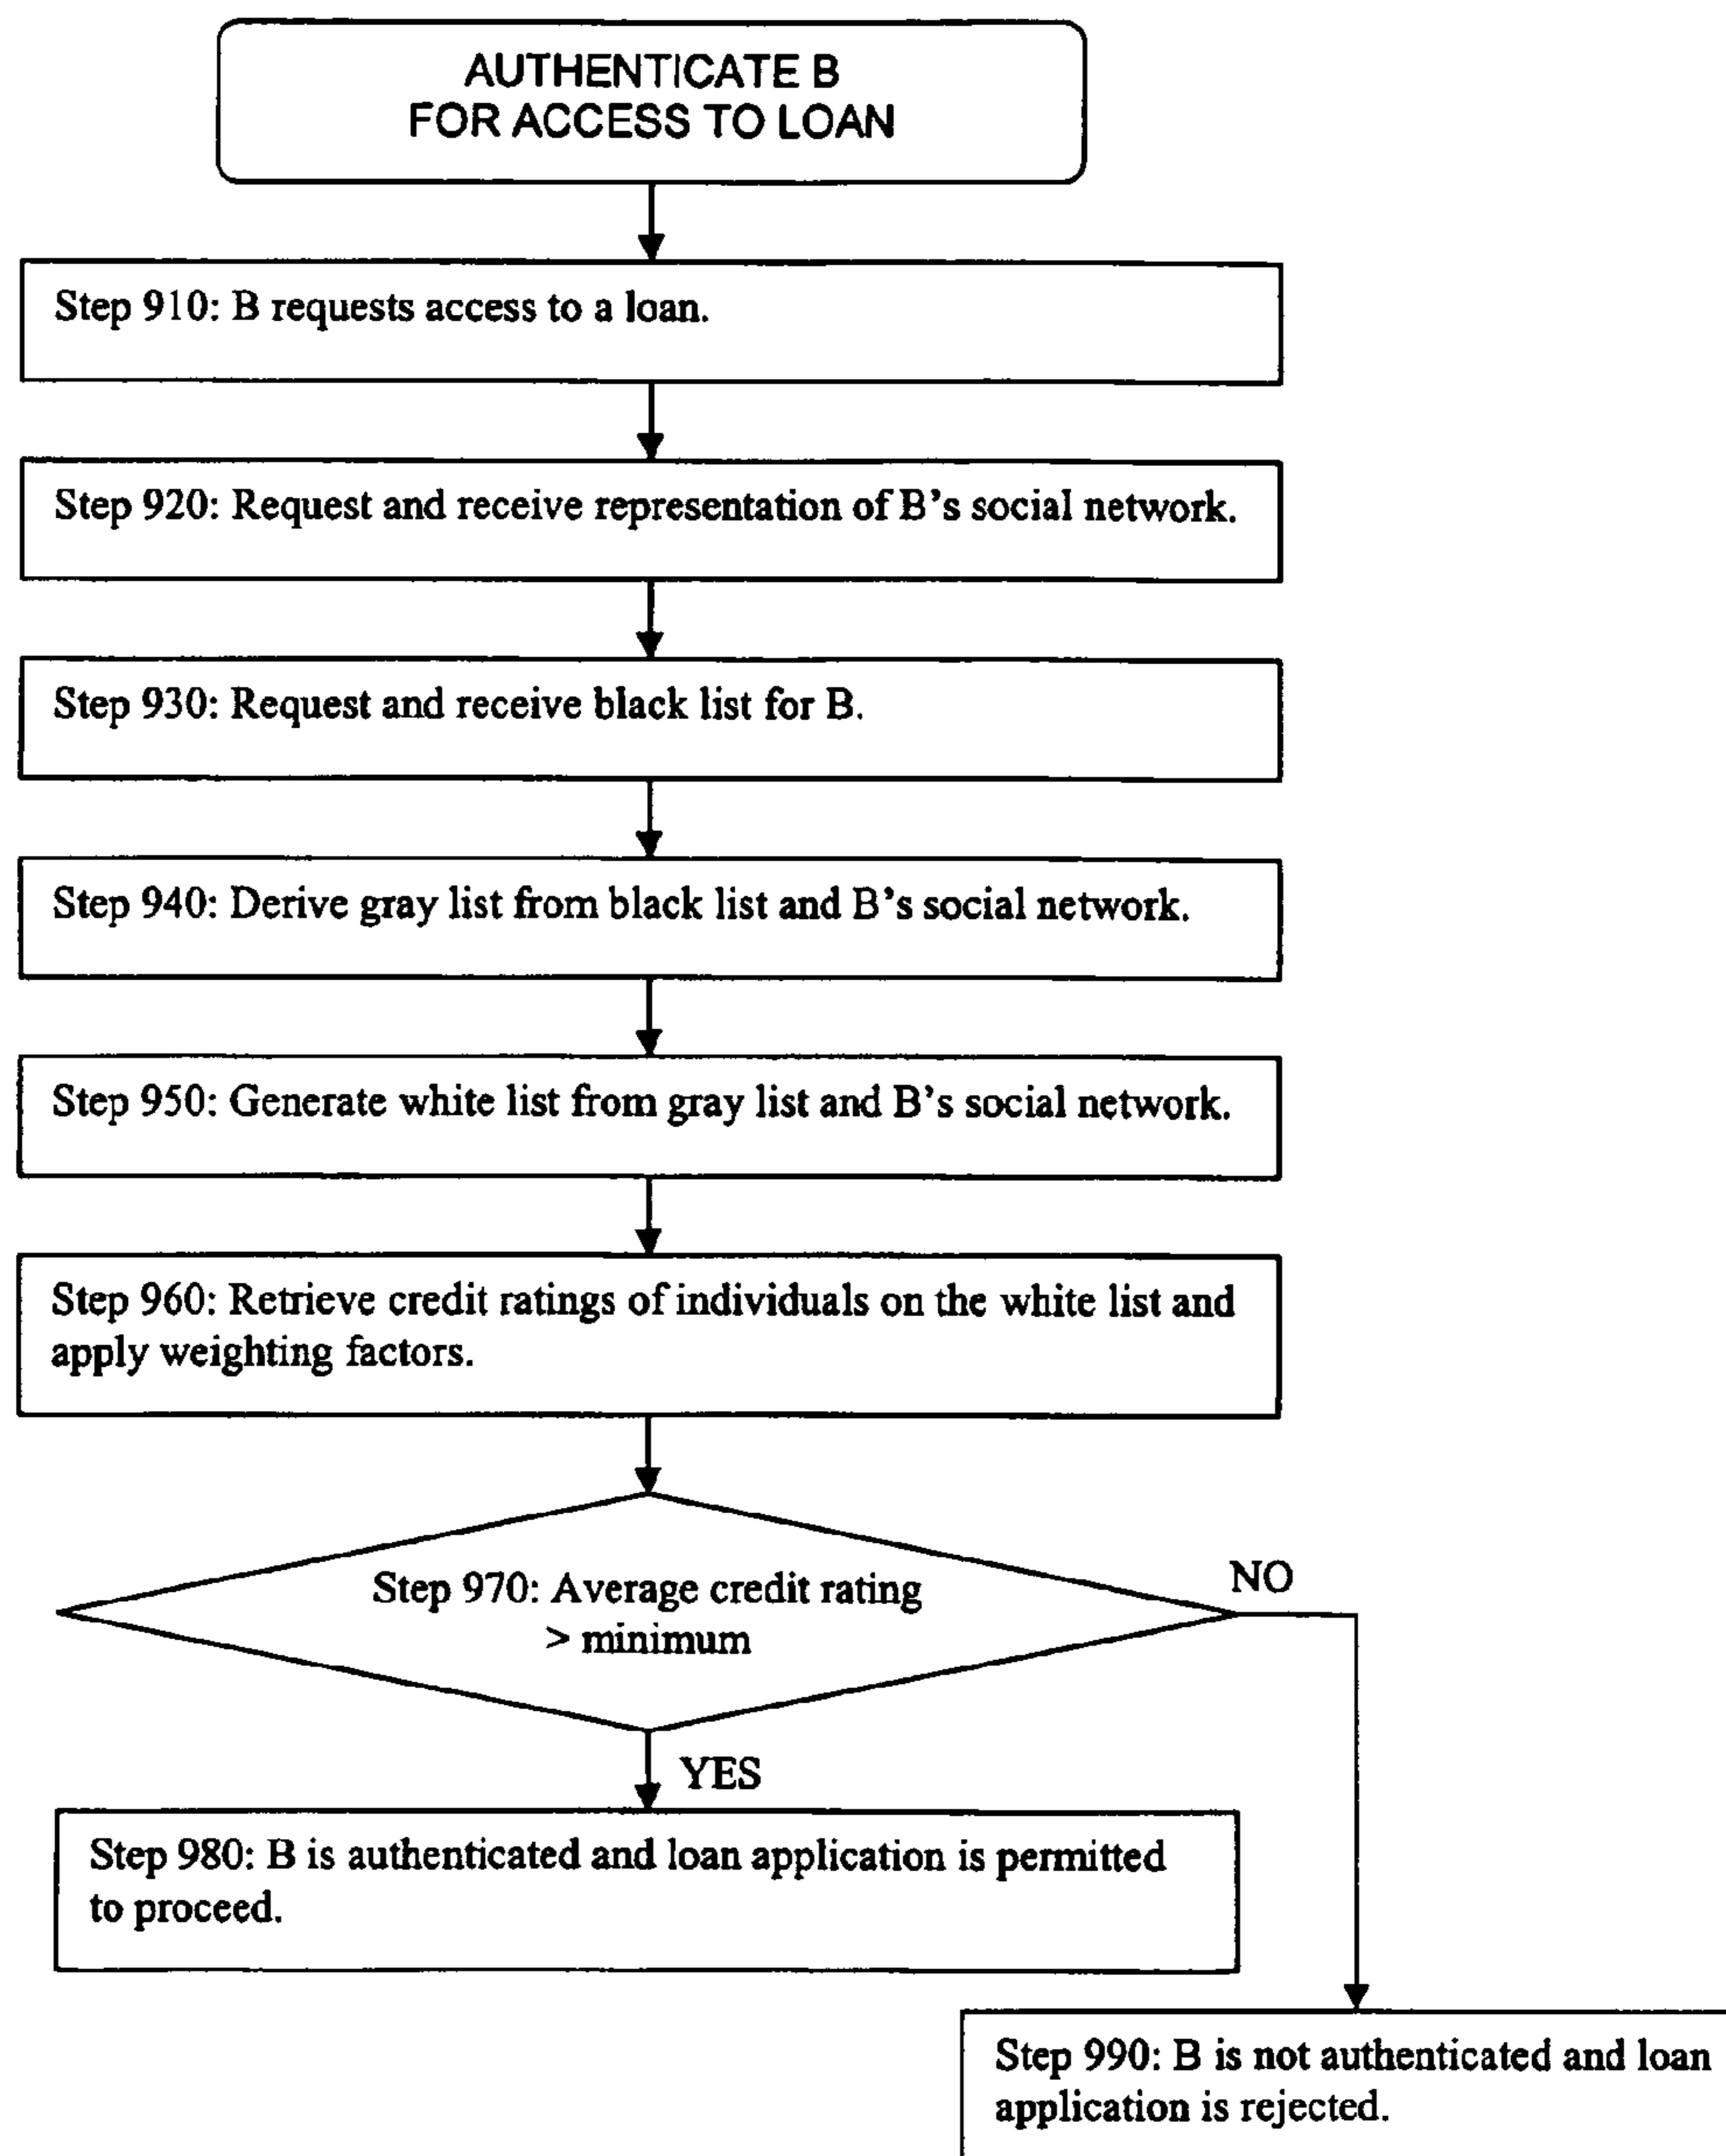 AUTHENTICATE B
FOR ACCESS TO LOAN
Step 910: B requests access to a loan.
Step 920: Request and receive representation of B's social network.
Step 930: Request and receive black list for B.
Step 940: Derive gray list from black list and B's social network.
Step 950: Generate white list from gray list and B's social network.
Step 960: Retrieve credit ratings of individuals on the white list and
apply weighting factors.
Step 970: Average credit rating
> minimum
NO
YES
Step 980: B is authenticated and loan application is permitted
to proceed.
Step 990: B is not authenticated and loan
application is rejected.